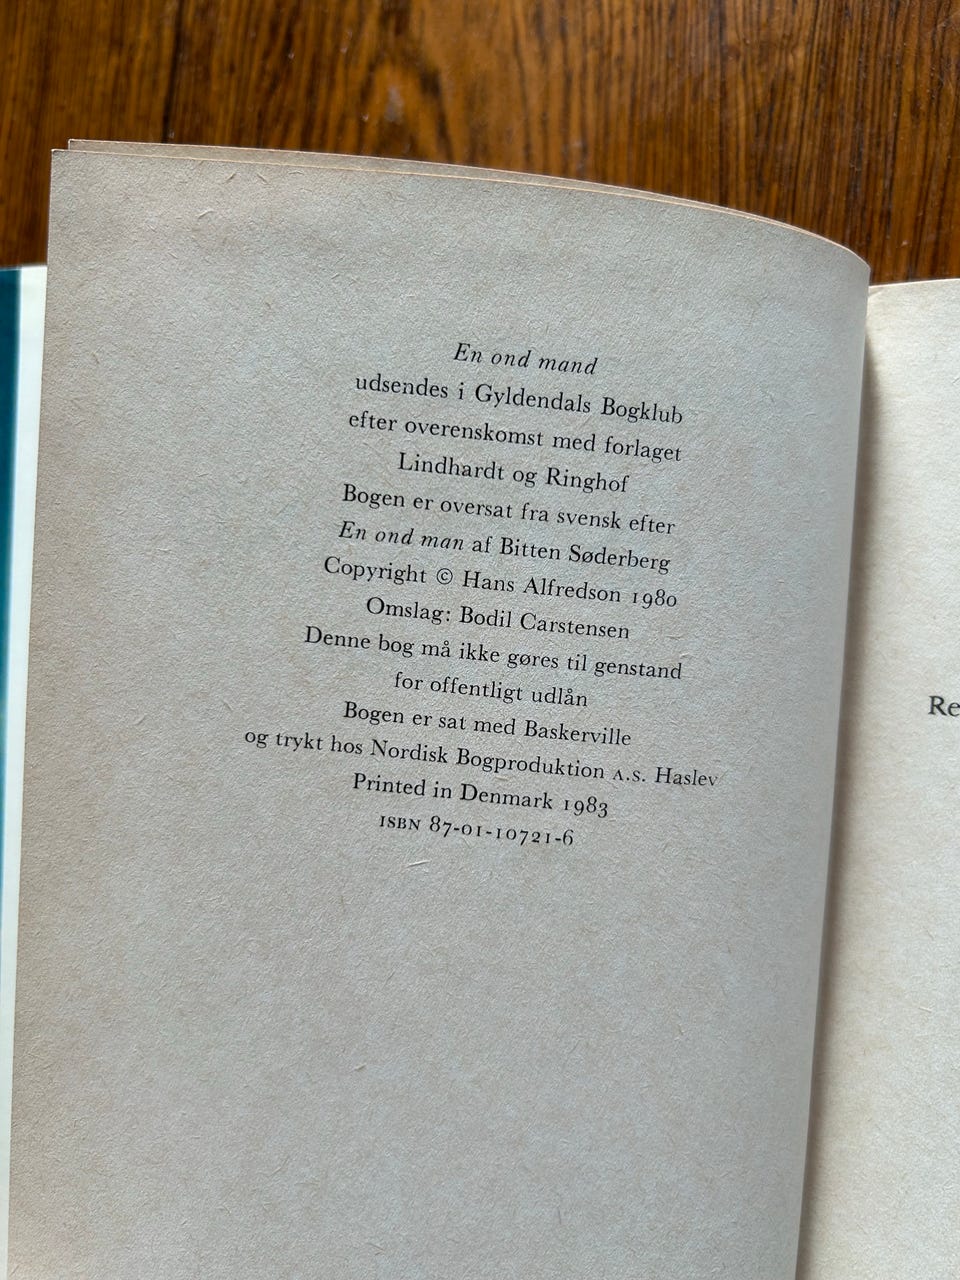 En ond mand
udsendes i Gyldendals Bogklub
efter overenskomst med forlaget
Lindhardt og Ringhof
Bogen er oversat fra svensk efter
En ond man af Bitten Søderberg
Copyright © Hans Alfredson 1980
Omslag: Bodil Carstensen
Denne bog må ikke gøres til genstand
for offentligt udlån
Bogen er sat med Baskerville
og trykt hos Nordisk Bogproduktion A.S. Haslev
Printed in Denmark 1983
ISBN 87-01-10721-6
Re